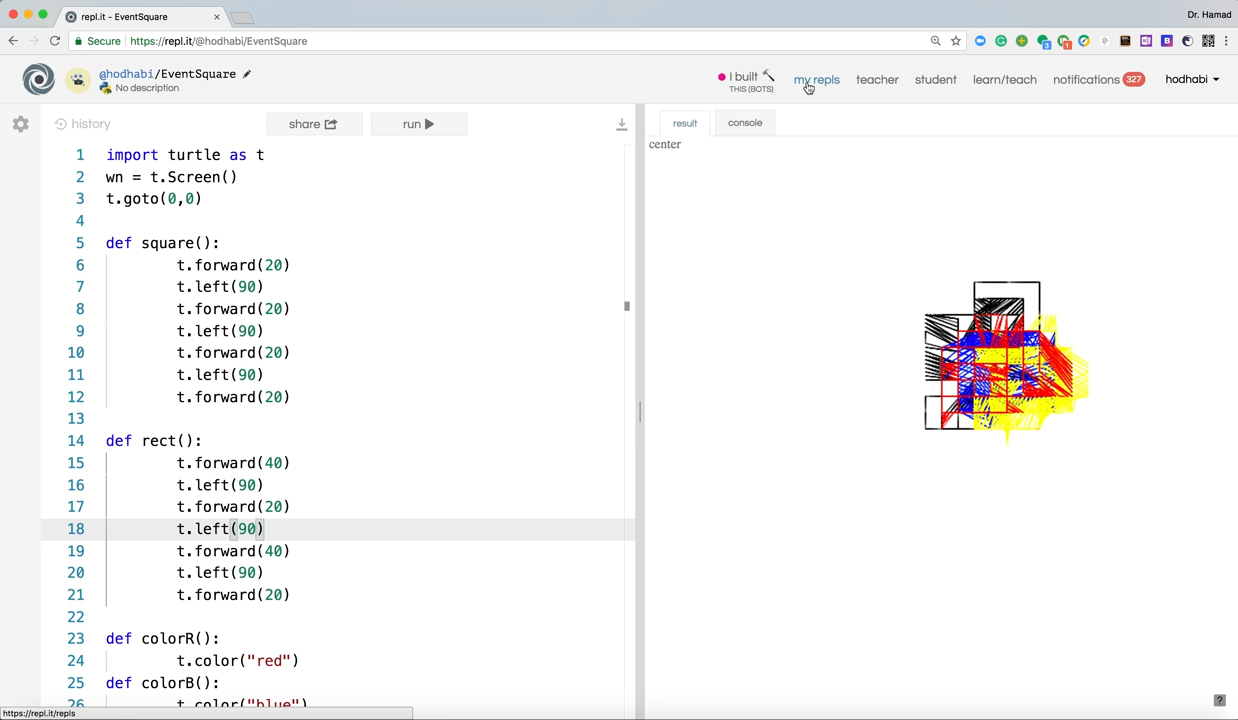 repl.it - EventSquare
Dr. Hamad
Secure https://repl.it/@hodhabi/EventSquare
@hodhabi/EventSquare
No description
I built
THIS (BOTS)
my repls
teacher
student
learn/teach
notifications 327
hodhabi
history
share
run
result
console
center
1 import turtle as t
2 wn = t.Screen()
3 t.goto(0,0)
4
5 def square():
6 t.forward(20)
7 t.left(90)
8 t.forward(20)
9 t.left(90)
10 t.forward(20)
11 t.left(90)
12 t.forward(20)
13
14 def rect():
15 t.forward(40)
16 t.left(90)
17 t.forward(20)
18 t.left(90)
19 t.forward(40)
20 t.left(90)
21 t.forward(20)
22
23 def colorR():
24 t.color("red")
25 def colorB():
26 t.color("blue")
https://repl.it/repls
?